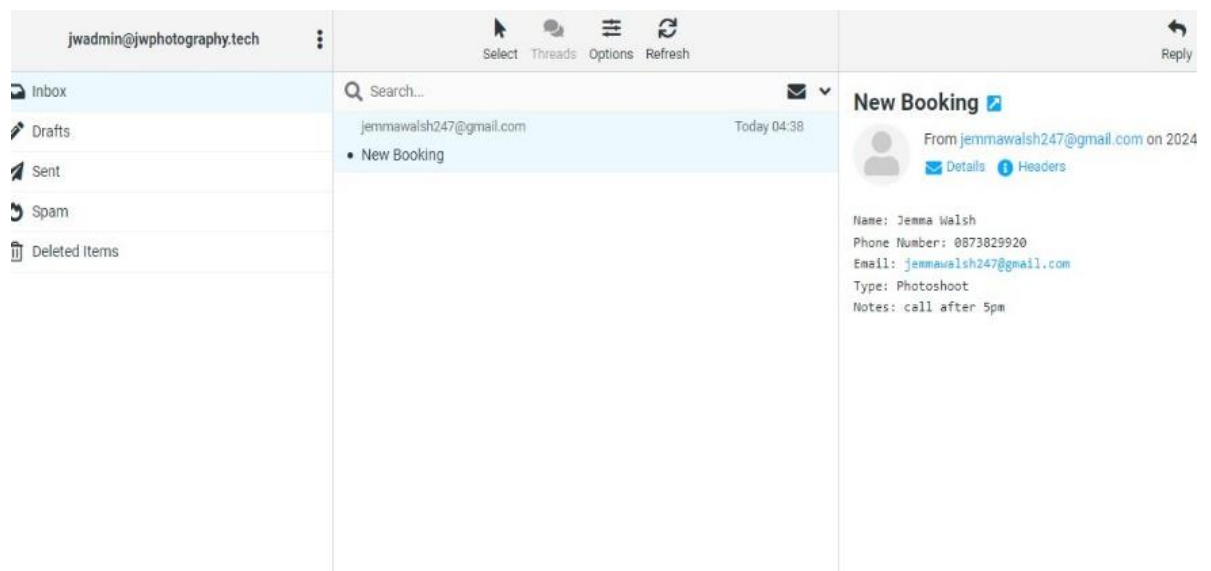 jwadmin@jwphotography.tech
Inbox
Drafts
Sent
Spam
Deleted Items
Select Threads Options Refresh
Search...
jemmawalsh247@gmail.com Today 04:38
• New Booking
Reply
New Booking
From jemmawalsh247@gmail.com on 2024
Details Headers
Name: Jemma Walsh
Phone Number: 0873829920
Email: jemmawalsh247@gmail.com
Type: Photoshoot
Notes: call after 5pm